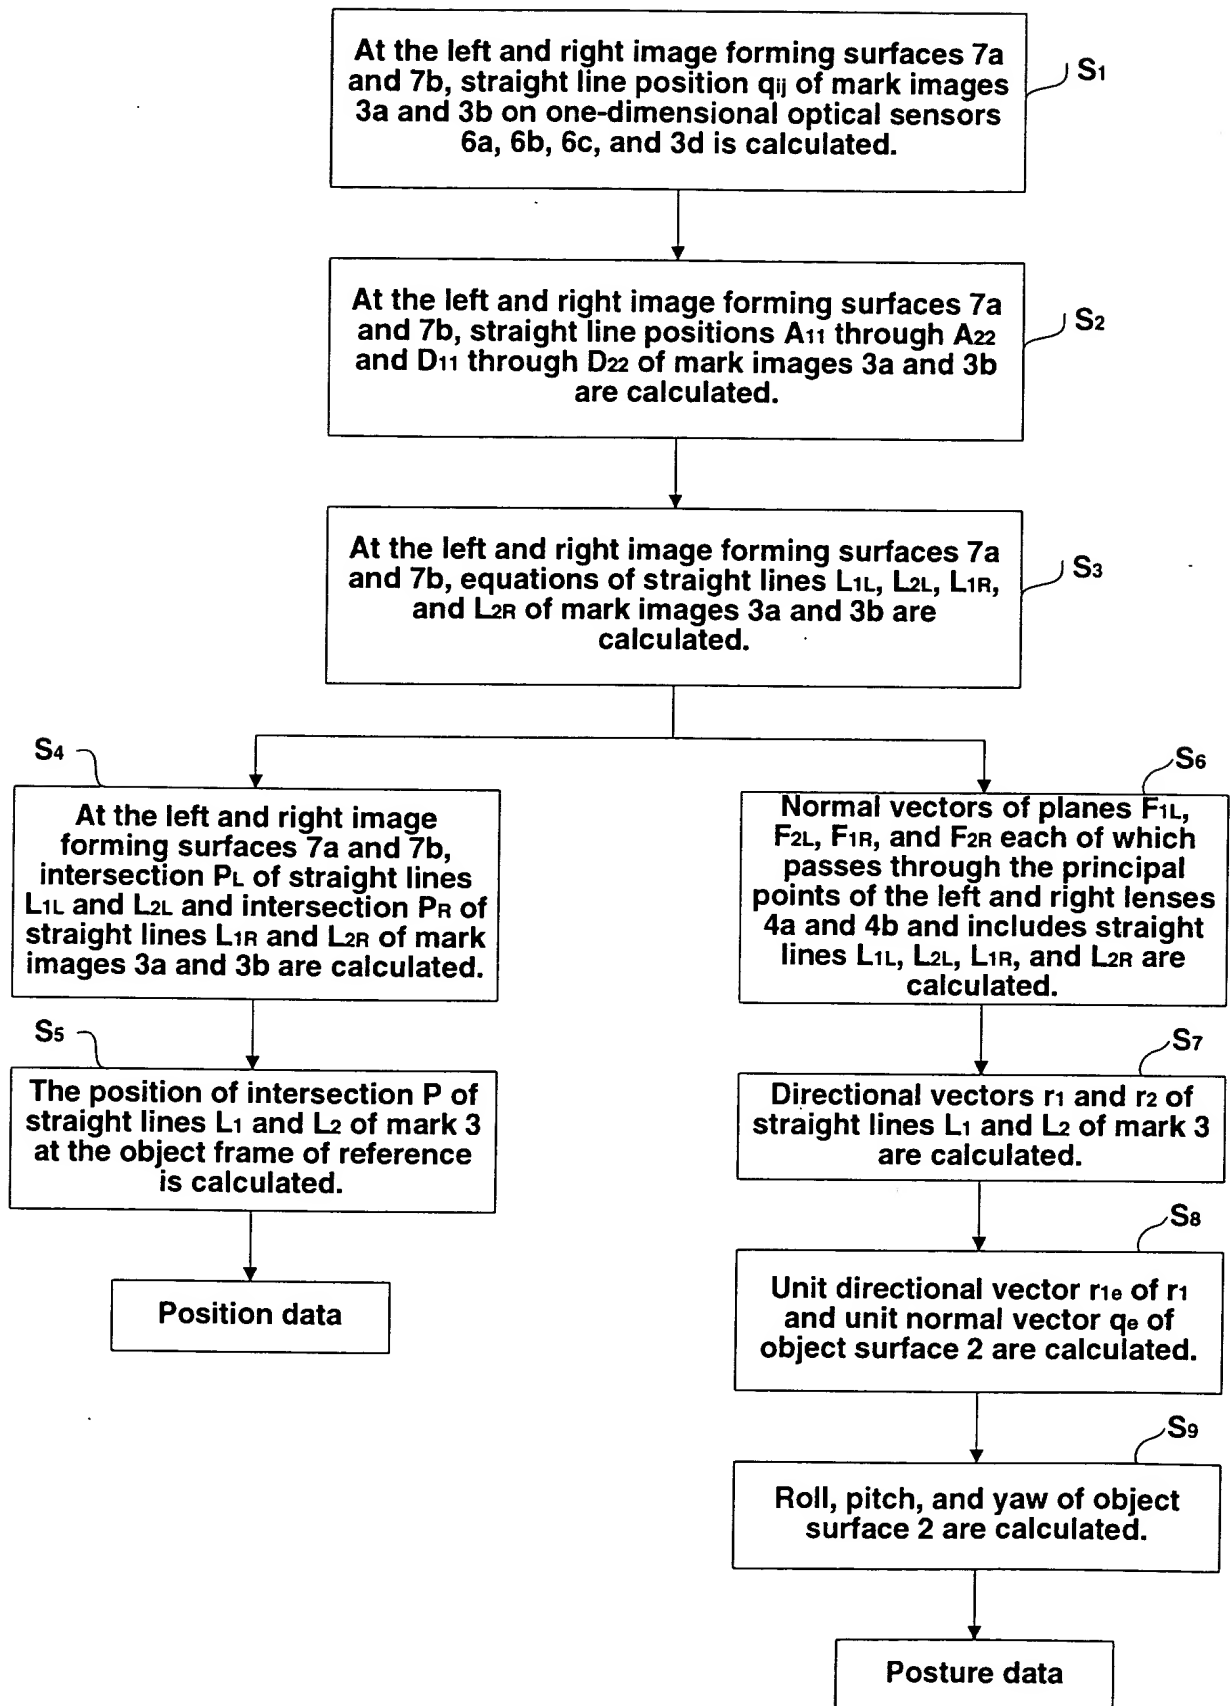 At the left and right image forming surfaces 7a
and 7b, straight line position qij of mark images
3a and 3b on one-dimensional optical sensors
6a, 6b, 6c, and 3d is calculated.
S1
At the left and right image forming surfaces 7a
and 7b, straight line positions A11 through A22
and D11 through D22 of mark images 3a and 3b
are calculated.
S2
At the left and right image forming surfaces 7a
and 7b, equations of straight lines L1L, L2L, L1R,
and L2R of mark images 3a and 3b are
calculated.
S3
S4
At the left and right image
forming surfaces 7a and 7b,
intersection PL of straight lines
L1L and L2L and intersection PR of
straight lines L1R and L2R of mark
images 3a and 3b are calculated.
S5
The position of intersection P of
straight lines L1 and L2 of mark 3
at the object frame of reference
is calculated.
Position data
S6
Normal vectors of planes F1L,
F2L, F1R, and F2R each of which
passes through the principal
points of the left and right lenses
4a and 4b and includes straight
lines L1L, L2L, L1R, and L2R are
calculated.
S7
Directional vectors r1 and r2 of
straight lines L1 and L2 of mark 3
are calculated.
S8
Unit directional vector r1e of r1
and unit normal vector qe of
object surface 2 are calculated.
S9
Roll, pitch, and yaw of object
surface 2 are calculated.
Posture data